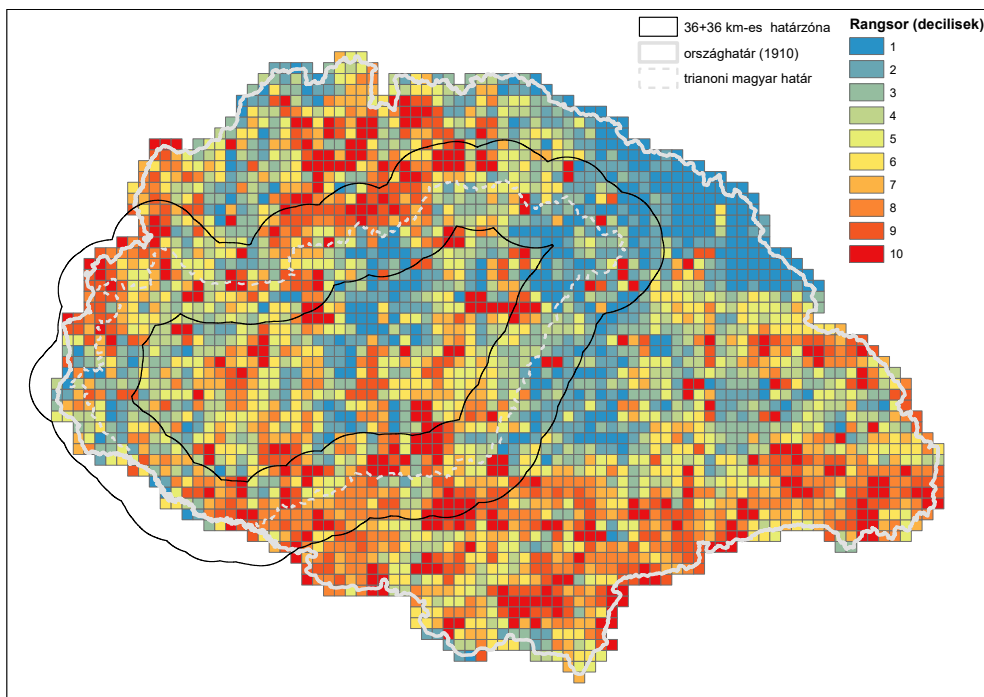 36+36 km-es határzóna
országhatár (1910)
trianoni magyar határ
Rangsor (decilisek)
1
2
3
4
5
6
7
8
9
10